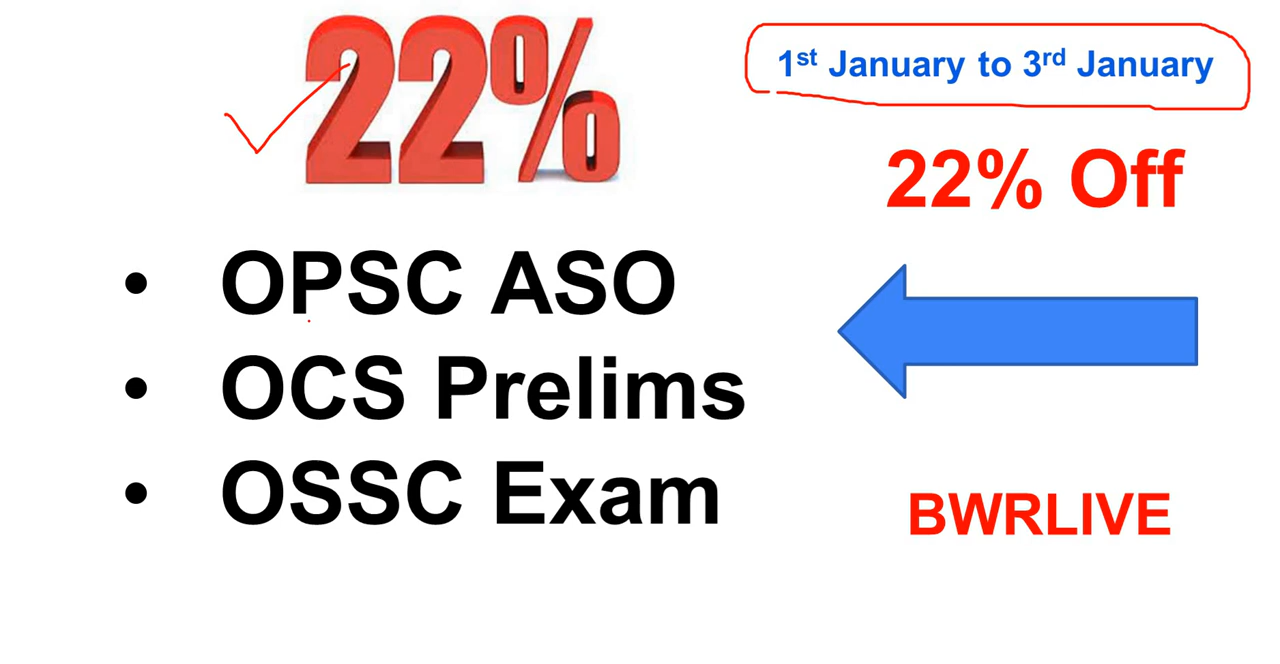 22%
1st January to 3rd January
22% Off
• OPSC ASO
• OCS Prelims
• OSSC Exam
BWRLIVE